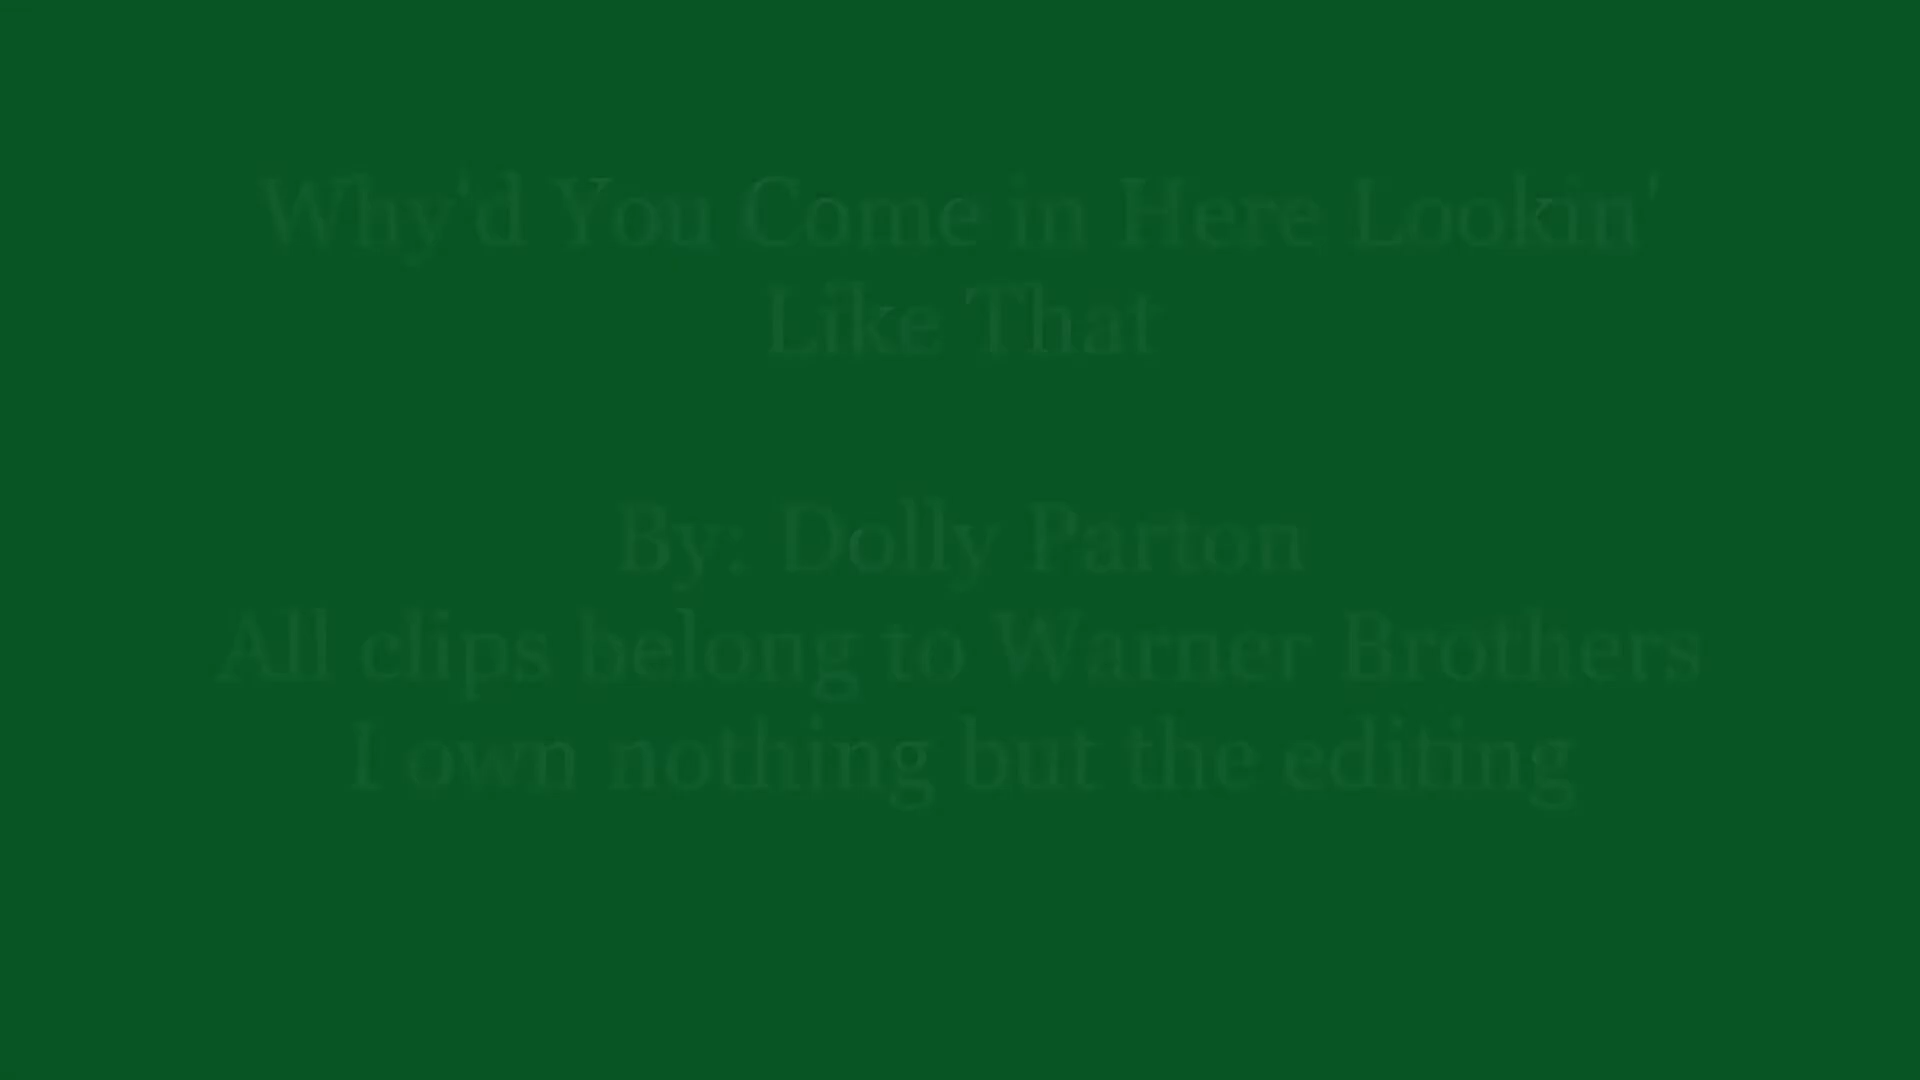 Why'd You Come in Here Lookin'
Like That
By: Dolly Parton
All clips belong to Warner Brothers
I own nothing but the editing